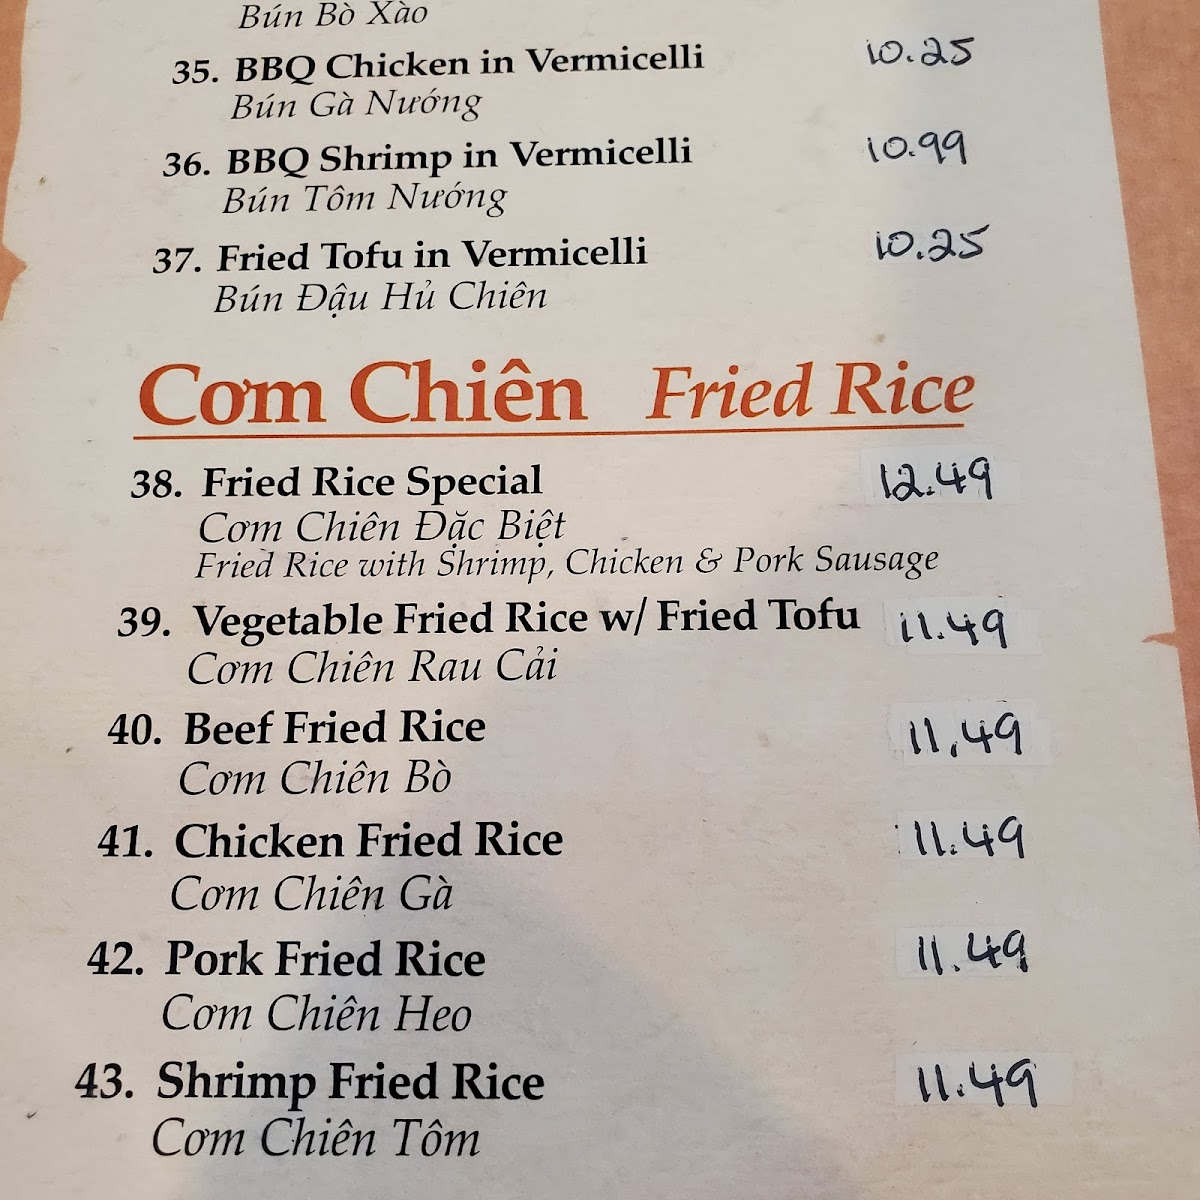 Bún Bò Xào
35. BBQ Chicken in Vermicelli 10.25
Bún Gà Nướng
36. BBQ Shrimp in Vermicelli 10.99
Bún Tôm Nướng
37. Fried Tofu in Vermicelli 10.25
Bún Đậu Hủ Chiên
Cơm Chiên Fried Rice
38. Fried Rice Special 12.49
Cơm Chiên Đặc Biệt
Fried Rice with Shrimp, Chicken & Pork Sausage
39. Vegetable Fried Rice w/ Fried Tofu 11.49
Cơm Chiên Rau Cải
40. Beef Fried Rice 11,49
Cơm Chiên Bò
41. Chicken Fried Rice 11.49
Cơm Chiên Gà
42. Pork Fried Rice 11.49
Cơm Chiên Heo
43. Shrimp Fried Rice 11.49
Cơm Chiên Tôm